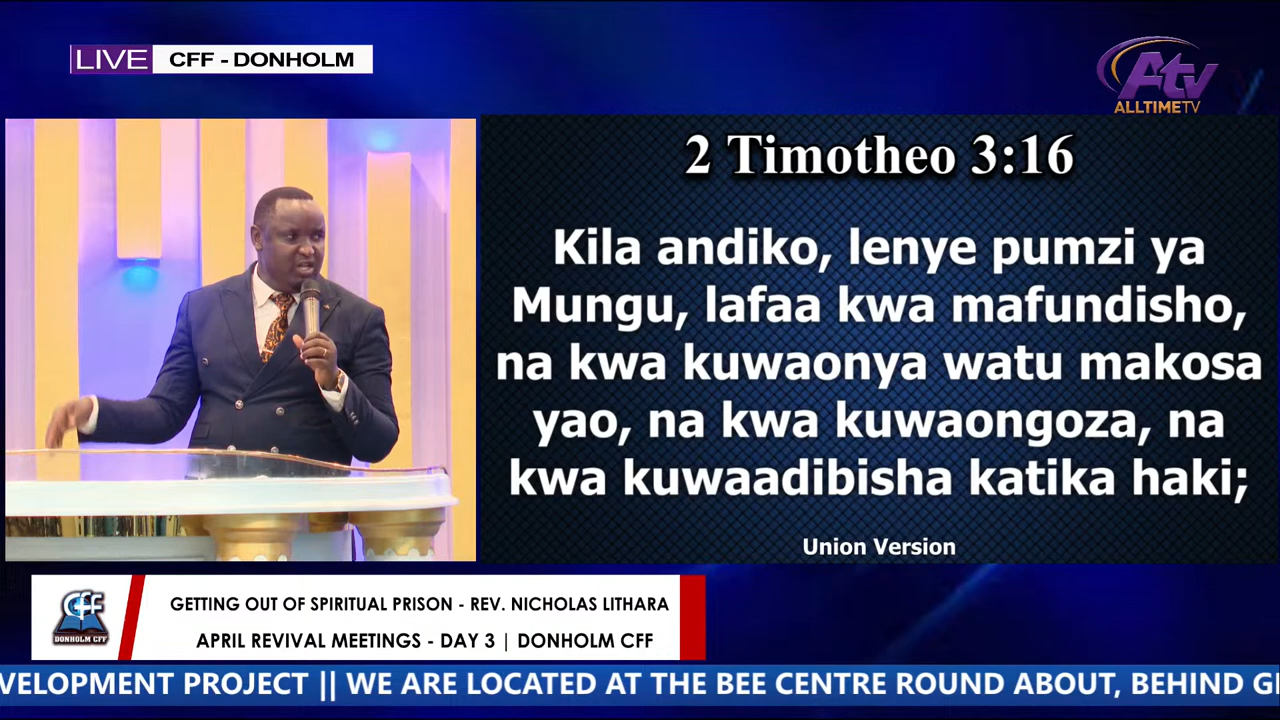 LIVE CFF - DONHOLM
Atv
ALLTIMETV
2 Timotheo 3:16
Kila andiko, lenye pumzi ya
Mungu, lafaa kwa mafundisho,
na kwa kuwaonya watu makosa
yao, na kwa kuwaongoza, na
kwa kuwaadibisha katika haki;
Union Version
CFF
DONHOLM CFF
GETTING OUT OF SPIRITUAL PRISON - REV. NICHOLAS LITHARA
APRIL REVIVAL MEETINGS - DAY 3 | DONHOLM CFF
VELOPMENT PROJECT || WE ARE LOCATED AT THE BEE CENTRE ROUND ABOUT, BEHIND